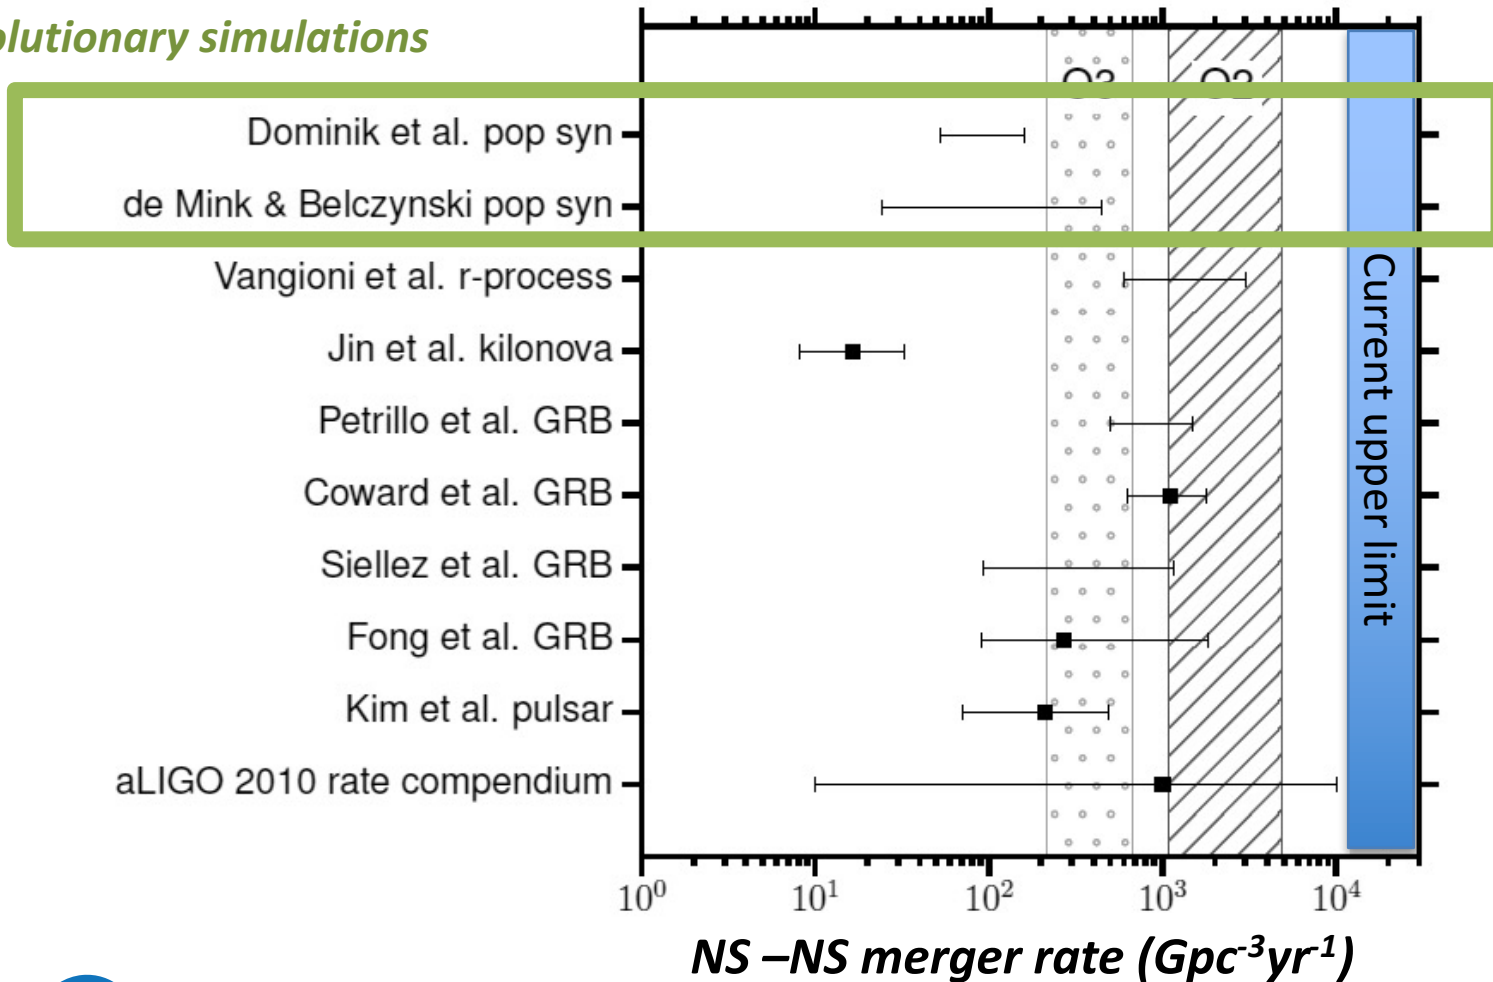 olutionary simulations
O3 O2
Dominik et al. pop syn
de Mink & Belczynski pop syn
Vangioni et al. r-process
Jin et al. kilonova
Petrillo et al. GRB
Coward et al. GRB
Siellez et al. GRB
Fong et al. GRB
Kim et al. pulsar
aLIGO 2010 rate compendium
Current upper limit
10⁰ 10¹ 10² 10³ 10⁴
NS –NS merger rate (Gpc⁻³yr⁻¹)